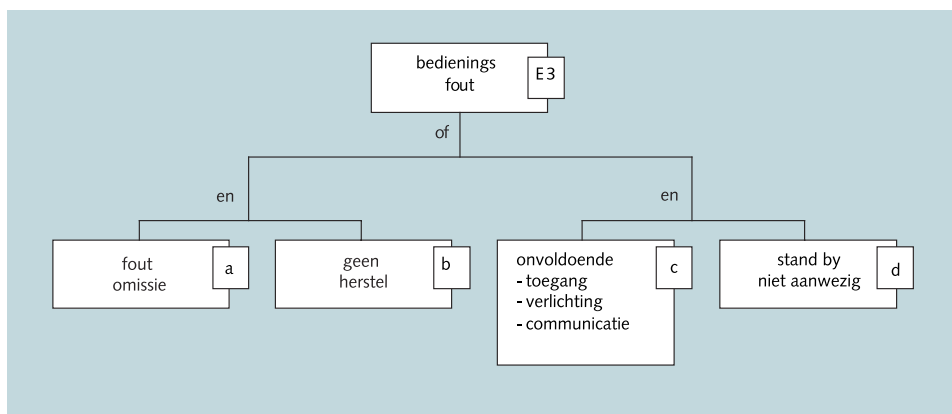 bedienings
fout
E3
of
en
en
fout
omissie
a
geen
herstel
b
onvoldoende
- toegang
- verlichting
- communicatie
c
stand by
niet aanwezig
d